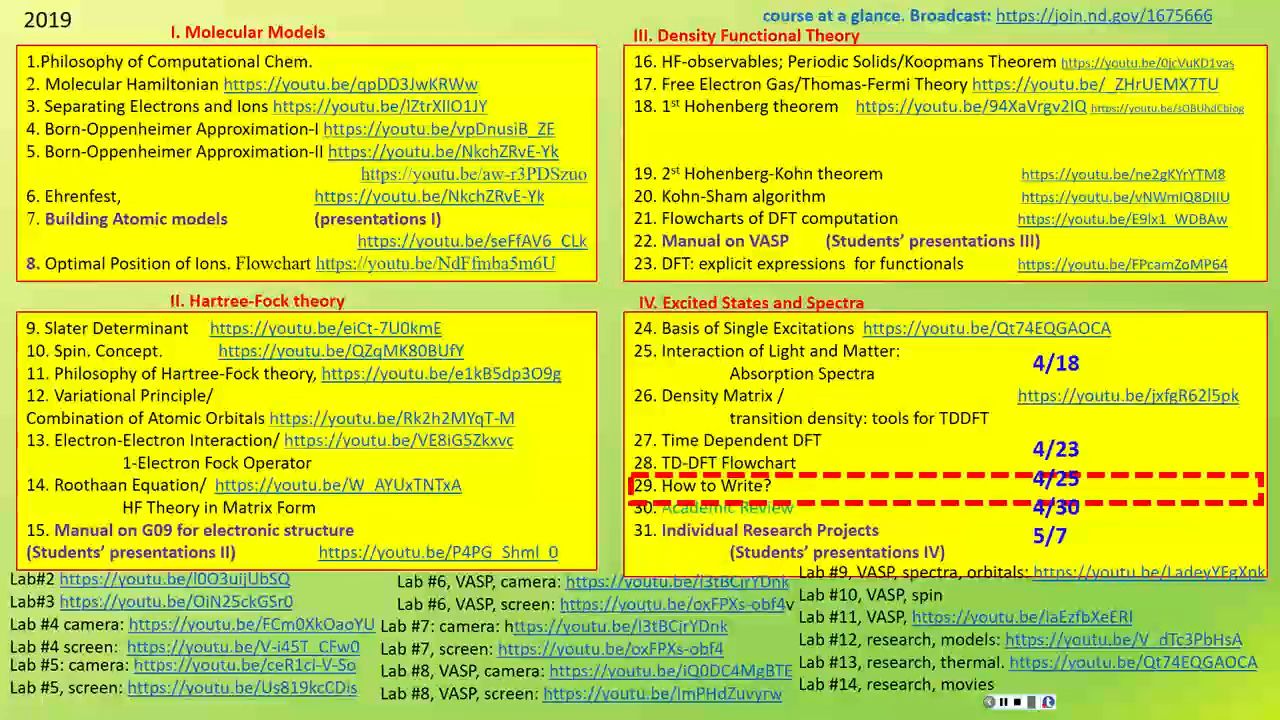 2019
course at a glance. Broadcast: https://join.nd.gov/1675666
I. Molecular Models
1.Philosophy of Computational Chem.
2. Molecular Hamiltonian https://youtu.be/qpDD3JwKRWw
3. Separating Electrons and Ions https://youtu.be/lZtrXIlO1JY
4. Born-Oppenheimer Approximation-I https://youtu.be/vpDnusiB_ZE
5. Born-Oppenheimer Approximation-II https://youtu.be/NkchZRvE-Yk
https://youtu.be/aw-r3PDSzuo
6. Ehrenfest, https://youtu.be/NkchZRvE-Yk
7. Building Atomic models (presentations I)
https://youtu.be/seFfAV6_CLk
8. Optimal Position of Ions. Flowchart https://youtu.be/NdFfmba5m6U
II. Hartree-Fock theory
9. Slater Determinant https://youtu.be/eiCt-7U0kmE
10. Spin. Concept. https://youtu.be/QZqMK80BUfY
11. Philosophy of Hartree-Fock theory, https://youtu.be/e1kB5dp3O9g
12. Variational Principle/
Combination of Atomic Orbitals https://youtu.be/Rk2h2MYqT-M
13. Electron-Electron Interaction/ https://youtu.be/VE8iG5Zkxvc
1-Electron Fock Operator
14. Roothaan Equation/ https://youtu.be/W_AYUxTNTxA
HF Theory in Matrix Form
15. Manual on G09 for electronic structure
(Students’ presentations II) https://youtu.be/P4PG_Shml_0
III. Density Functional Theory
16. HF-observables; Periodic Solids/Koopmans Theorem https://youtu.be/0jcVuKD1vas
17. Free Electron Gas/Thomas-Fermi Theory https://youtu.be/_ZHrUEMX7TU
18. 1st Hohenberg theorem https://youtu.be/94XaVrgv2IQ https://youtu.be/sOBUhdCbiog
19. 2st Hohenberg-Kohn theorem https://youtu.be/ne2gKYrYTM8
20. Kohn-Sham algorithm https://youtu.be/vNWmIQ8DIIU
21. Flowcharts of DFT computation https://youtu.be/E9lx1_WDBAw
22. Manual on VASP (Students’ presentations III)
23. DFT: explicit expressions for functionals https://youtu.be/FPcamZoMP64
IV. Excited States and Spectra
24. Basis of Single Excitations https://youtu.be/Qt74EQGAOCA
25. Interaction of Light and Matter:
Absorption Spectra 4/18
26. Density Matrix / https://youtu.be/jxfgR62l5pk
transition density: tools for TDDFT
27. Time Dependent DFT 4/23
28. TD-DFT Flowchart
29. How to Write? 4/25
30. Academic Review 4/30
31. Individual Research Projects 5/7
(Students’ presentations IV)
Lab#2 https://youtu.be/l0O3uijUbSQ
Lab#3 https://youtu.be/OiN25ckGSr0
Lab #4 camera: https://youtu.be/FCm0XkOaoYU
Lab #4 screen: https://youtu.be/V-i45T_CFw0
Lab #5: camera: https://youtu.be/ceR1cl-V-So
Lab #5, screen: https://youtu.be/Us819kcCDis
Lab #6, VASP, camera: https://youtu.be/l3tBCjrYDnk
Lab #6, VASP, screen: https://youtu.be/oxFPXs-obf4v
Lab #7: camera: https://youtu.be/l3tBCjrYDnk
Lab #7, screen: https://youtu.be/oxFPXs-obf4
Lab #8, VASP, camera: https://youtu.be/iQ0DC4MgBTE
Lab #8, VASP, screen: https://youtu.be/lmPHdZuvyrw
Lab #9, VASP, spectra, orbitals: https://youtu.be/LadeyYEgXpk
Lab #10, VASP, spin
Lab #11, VASP, https://youtu.be/IaEzfbXeERI
Lab #12, research, models: https://youtu.be/V_dTc3PbHsA
Lab #13, research, thermal. https://youtu.be/Qt74EQGAOCA
Lab #14, research, movies